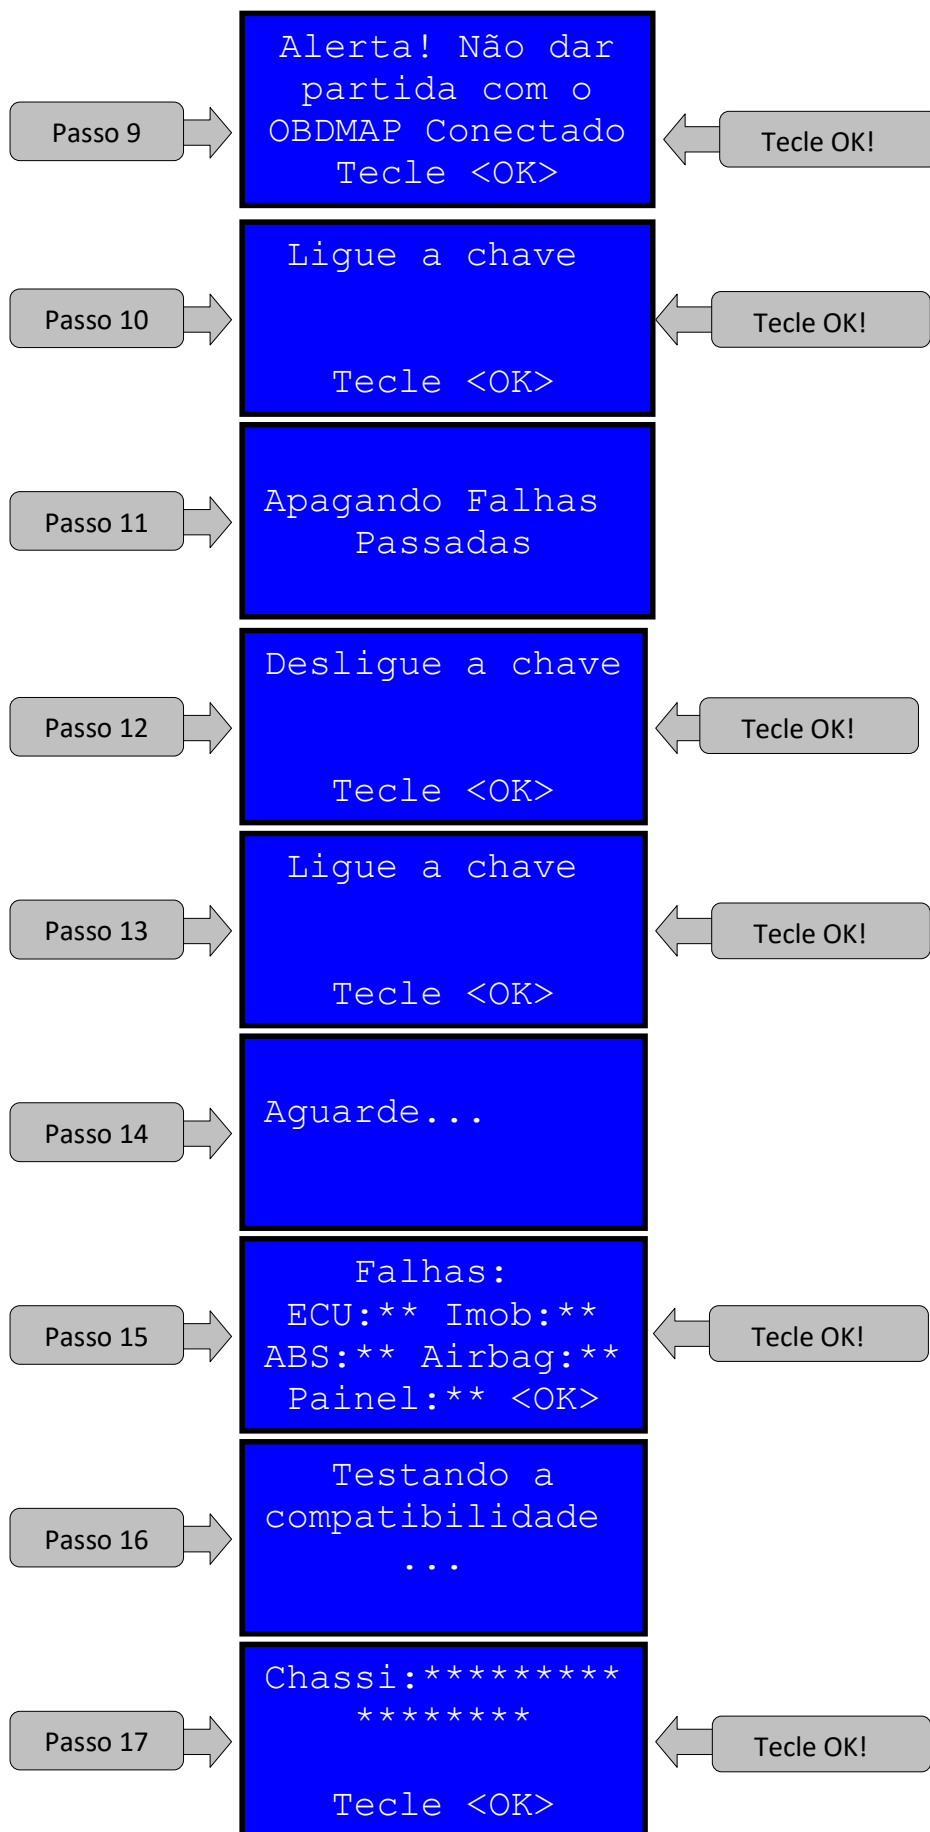 Passo 9
Alerta! Não dar
partida com o
OBDMAP Conectado
Tecle <OK>
Tecle OK!
Passo 10
Ligue a chave
Tecle <OK>
Tecle OK!
Passo 11
Apagando Falhas
Passadas
Passo 12
Desligue a chave
Tecle <OK>
Tecle OK!
Passo 13
Ligue a chave
Tecle <OK>
Tecle OK!
Passo 14
Aguarde...
Passo 15
Falhas:
ECU:** Imob:**
ABS:** Airbag:**
Painel:** <OK>
Tecle OK!
Passo 16
Testando a
compatibilidade
...
Passo 17
Chassi:*********
********
Tecle <OK>
Tecle OK!